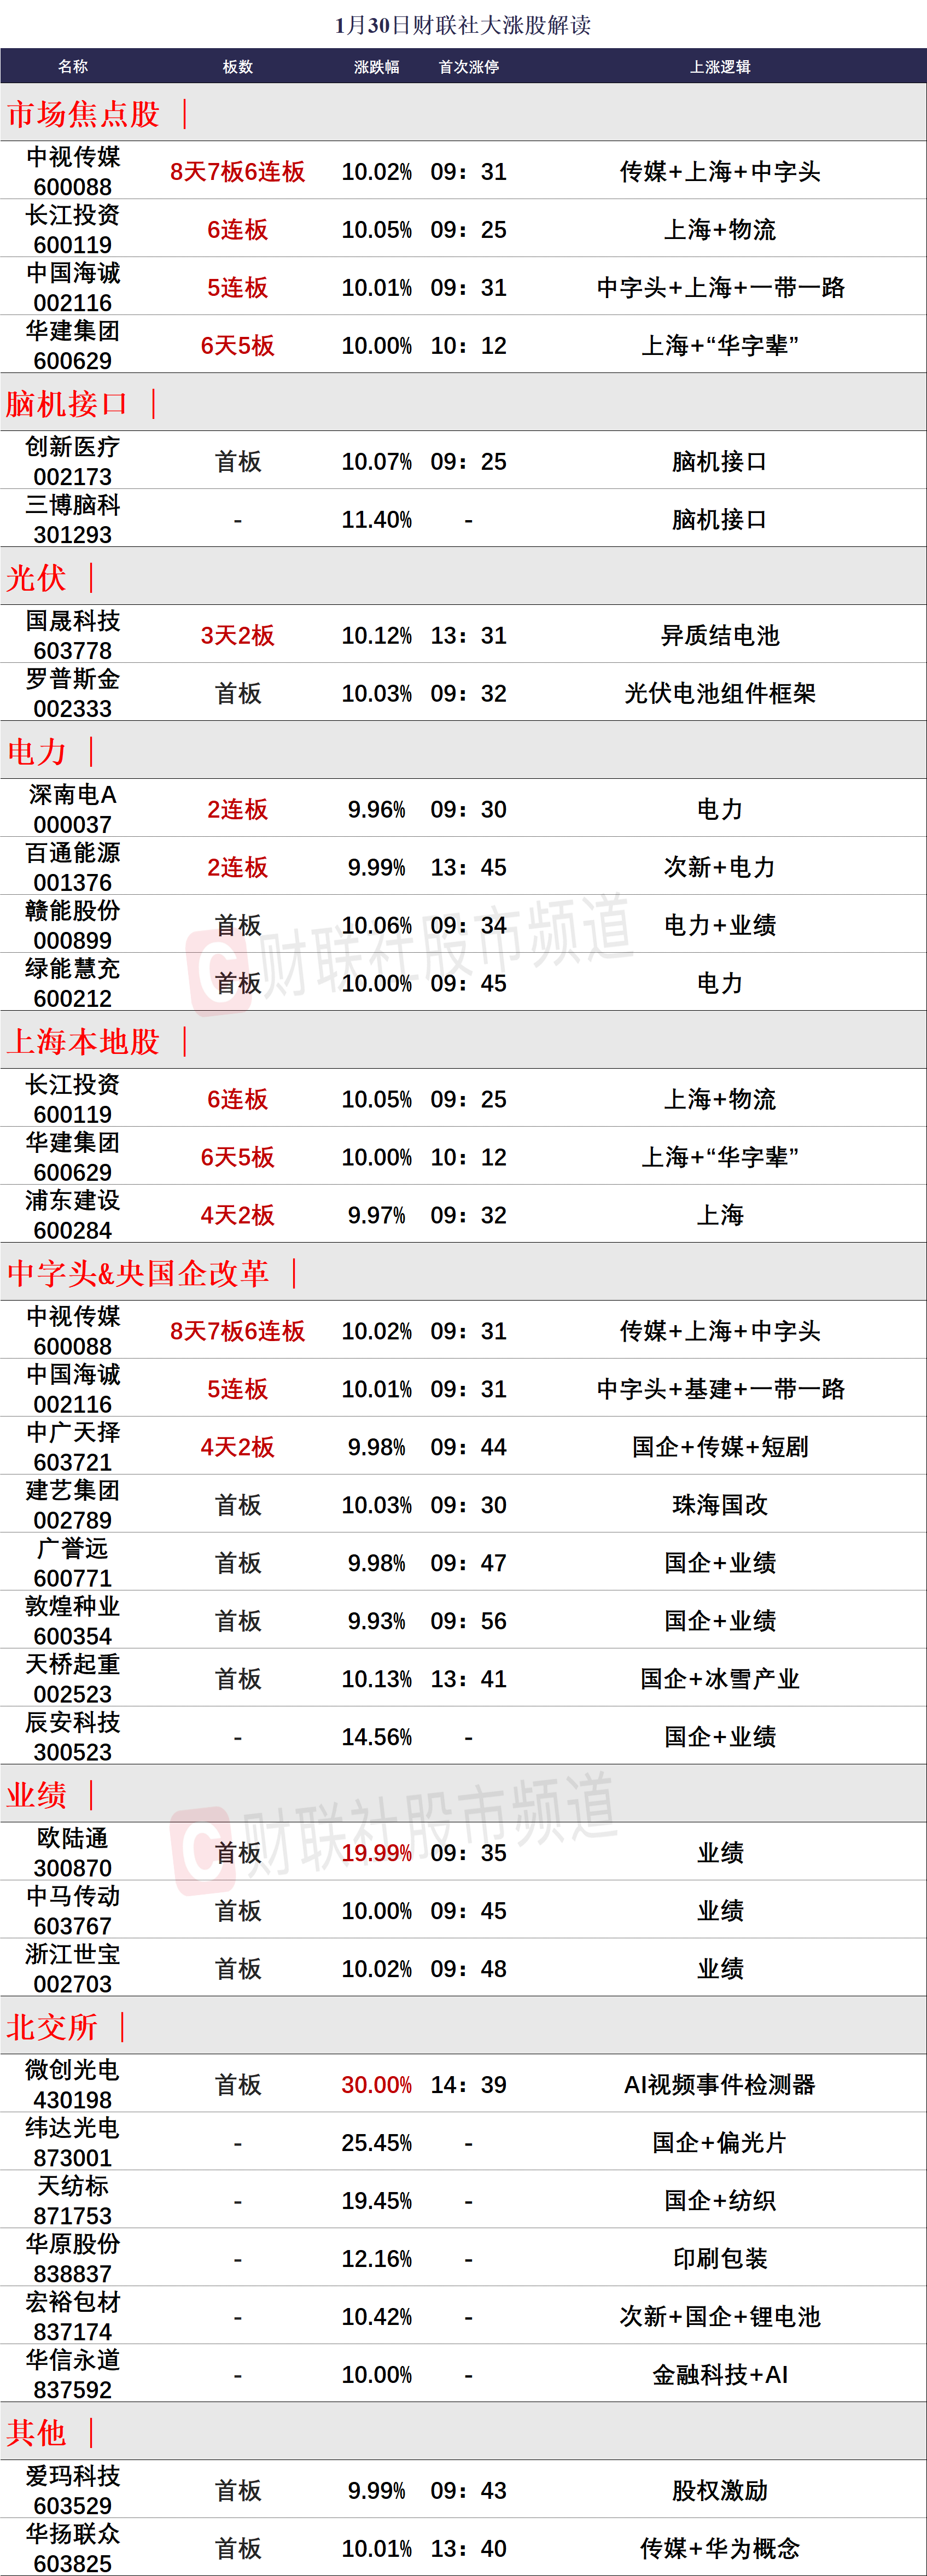 1月30日财联社大涨股解读
名称 板数 涨跌幅 首次涨停 上涨逻辑
市场焦点股 |
中视传媒
600088 8天7板6连板 10.02% 09：31 传媒+上海+中字头
长江投资
600119 6连板 10.05% 09：25 上海+物流
中国海诚
002116 5连板 10.01% 09：31 中字头+上海+一带一路
华建集团
600629 6天5板 10.00% 10：12 上海+“华字辈”
脑机接口 |
创新医疗
002173 首板 10.07% 09：25 脑机接口
三博脑科
301293 - 11.40% - 脑机接口
光伏 |
国晟科技
603778 3天2板 10.12% 13：31 异质结电池
罗普斯金
002333 首板 10.03% 09：32 光伏电池组件框架
电力 |
深南电A
000037 2连板 9.96% 09：30 电力
百通能源
001376 2连板 9.99% 13：45 次新+电力
赣能股份
000899 首板 10.06% 09：34 电力+业绩
绿能慧充
600212 首板 10.00% 09：45 电力
财联社股市频道
上海本地股 |
长江投资
600119 6连板 10.05% 09：25 上海+物流
华建集团
600629 6天5板 10.00% 10：12 上海+“华字辈”
浦东建设
600284 4天2板 9.97% 09：32 上海
中字头&央国企改革 |
中视传媒
600088 8天7板6连板 10.02% 09：31 传媒+上海+中字头
中国海诚
002116 5连板 10.01% 09：31 中字头+基建+一带一路
中广天择
603721 4天2板 9.98% 09：44 国企+传媒+短剧
建艺集团
002789 首板 10.03% 09：30 珠海国改
广誉远
600771 首板 9.98% 09：47 国企+业绩
敦煌种业
600354 首板 9.93% 09：56 国企+业绩
天桥起重
002523 首板 10.13% 13：41 国企+冰雪产业
辰安科技
300523 - 14.56% - 国企+业绩
业绩 |
财联社股市频道
欧陆通
300870 首板 19.99% 09：35 业绩
中马传动
603767 首板 10.00% 09：45 业绩
浙江世宝
002703 首板 10.02% 09：48 业绩
北交所 |
微创光电
430198 首板 30.00% 14：39 AI视频事件检测器
纬达光电
873001 - 25.45% - 国企+偏光片
天纺标
871753 - 19.45% - 国企+纺织
华原股份
838837 - 12.16% - 印刷包装
宏裕包材
837174 - 10.42% - 次新+国企+锂电池
华信永道
837592 - 10.00% - 金融科技+AI
其他 |
爱玛科技
603529 首板 9.99% 09：43 股权激励
华扬联众
603825 首板 10.01% 13：40 传媒+华为概念